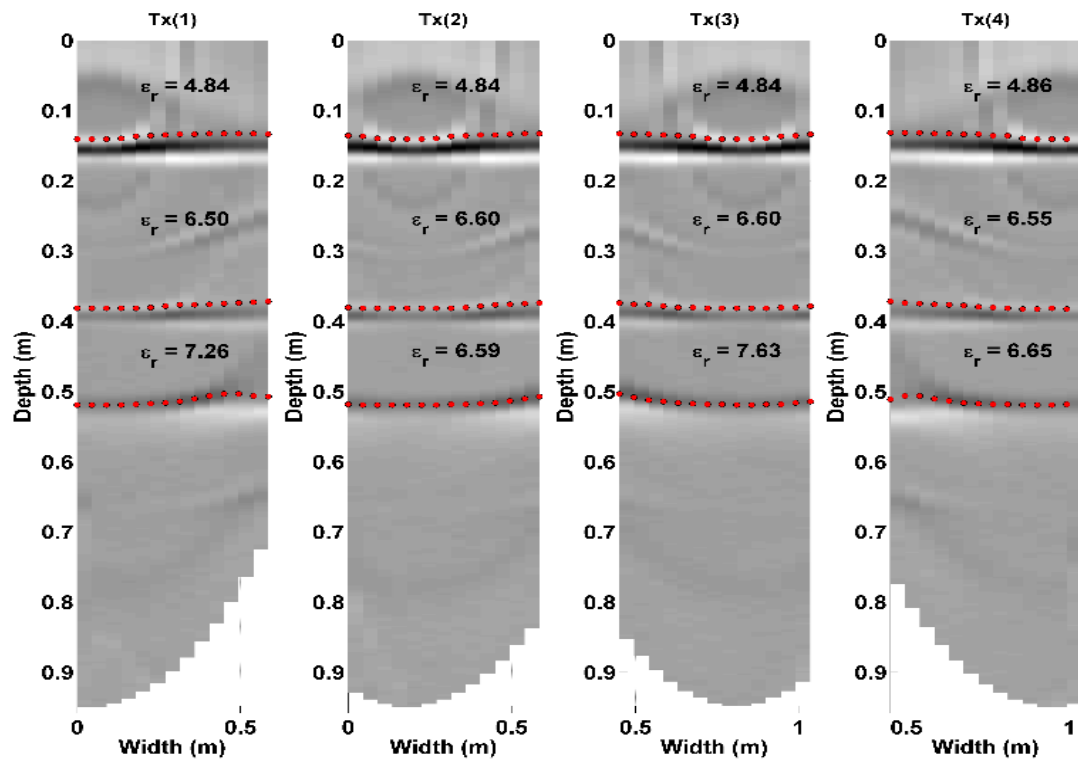 Tx(1) Tx(2) Tx(3) Tx(4)
0 0 0 0
εr = 4.84 εr = 4.84 εr = 4.84 εr = 4.86
0.1 0.1 0.1 0.1
0.2 0.2 0.2 0.2
εr = 6.50 εr = 6.60 εr = 6.60 εr = 6.55
0.3 0.3 0.3 0.3
0.4 0.4 0.4 0.4
εr = 7.26 εr = 6.59 εr = 7.63 εr = 6.65
Depth (m) Depth (m) Depth (m) Depth (m)
0.5 0.5 0.5 0.5
0.6 0.6 0.6 0.6
0.7 0.7 0.7 0.7
0.8 0.8 0.8 0.8
0.9 0.9 0.9 0.9
0 0.5 0 0.5 0.5 1 0.5 1
Width (m) Width (m) Width (m) Width (m)